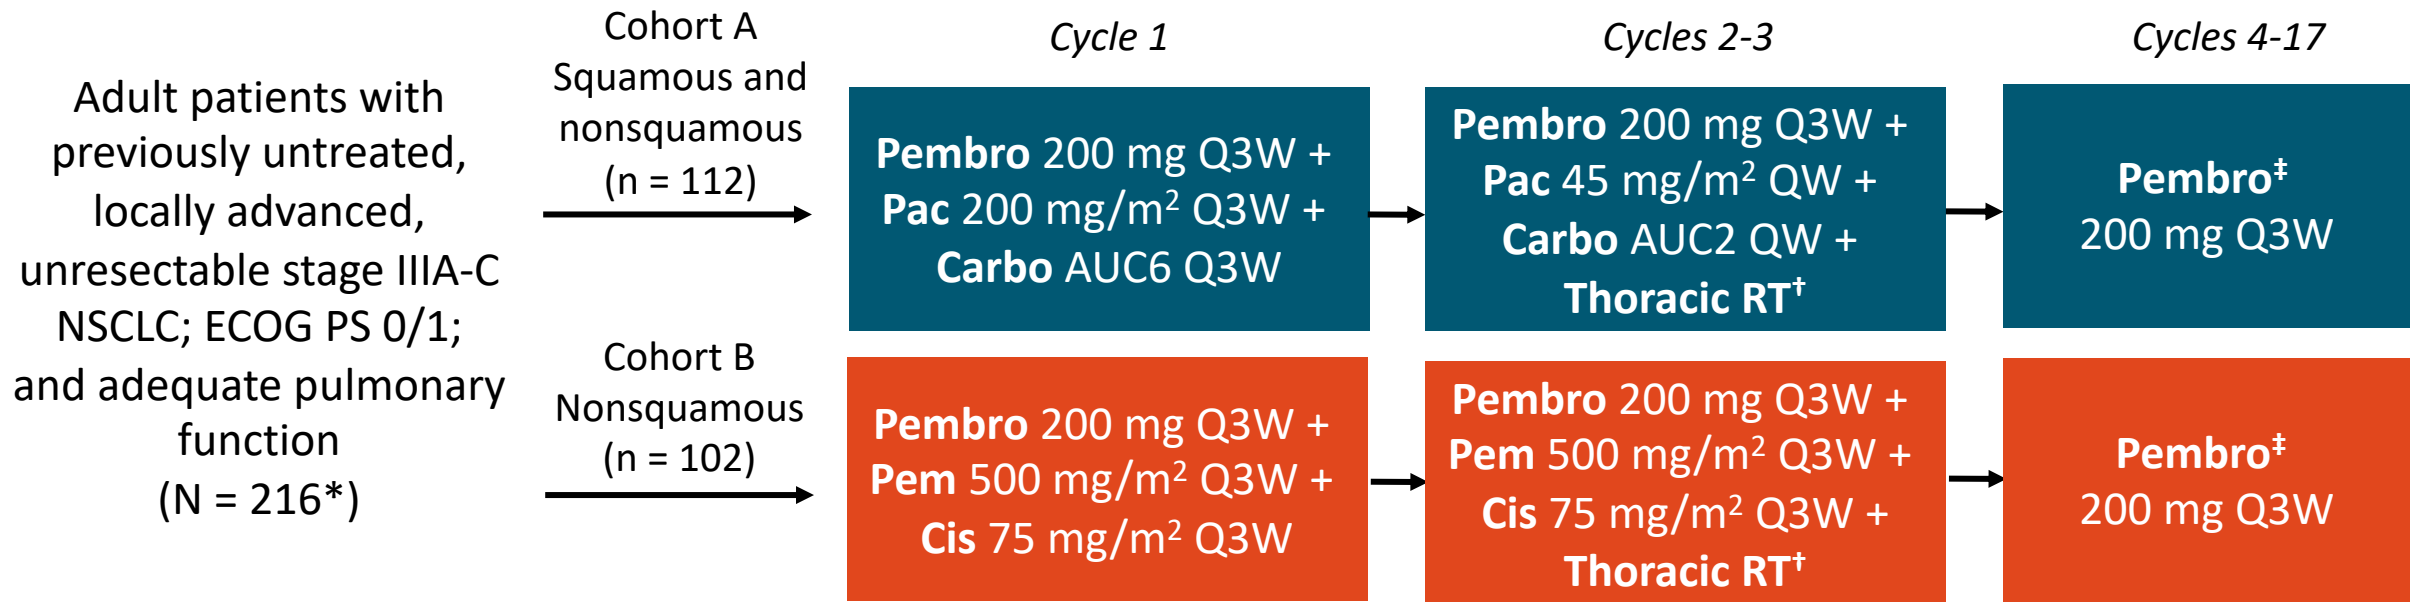 Adult patients with
previously untreated,
locally advanced,
unresectable stage IIIA-C
NSCLC; ECOG PS 0/1;
and adequate pulmonary
function
(N = 216*)
Cohort A
Squamous and
nonsquamous
(n = 112)
Cohort B
Nonsquamous
(n = 102)
Cycle 1
Cycles 2-3
Cycles 4-17
Pembro 200 mg Q3W +
Pac 200 mg/m² Q3W +
Carbo AUC6 Q3W
Pembro 200 mg Q3W +
Pac 45 mg/m² QW +
Carbo AUC2 QW +
Thoracic RT†
Pembro‡
200 mg Q3W
Pembro 200 mg Q3W +
Pem 500 mg/m² Q3W +
Cis 75 mg/m² Q3W
Pembro 200 mg Q3W +
Pem 500 mg/m² Q3W +
Cis 75 mg/m² Q3W +
Thoracic RT†
Pembro‡
200 mg Q3W